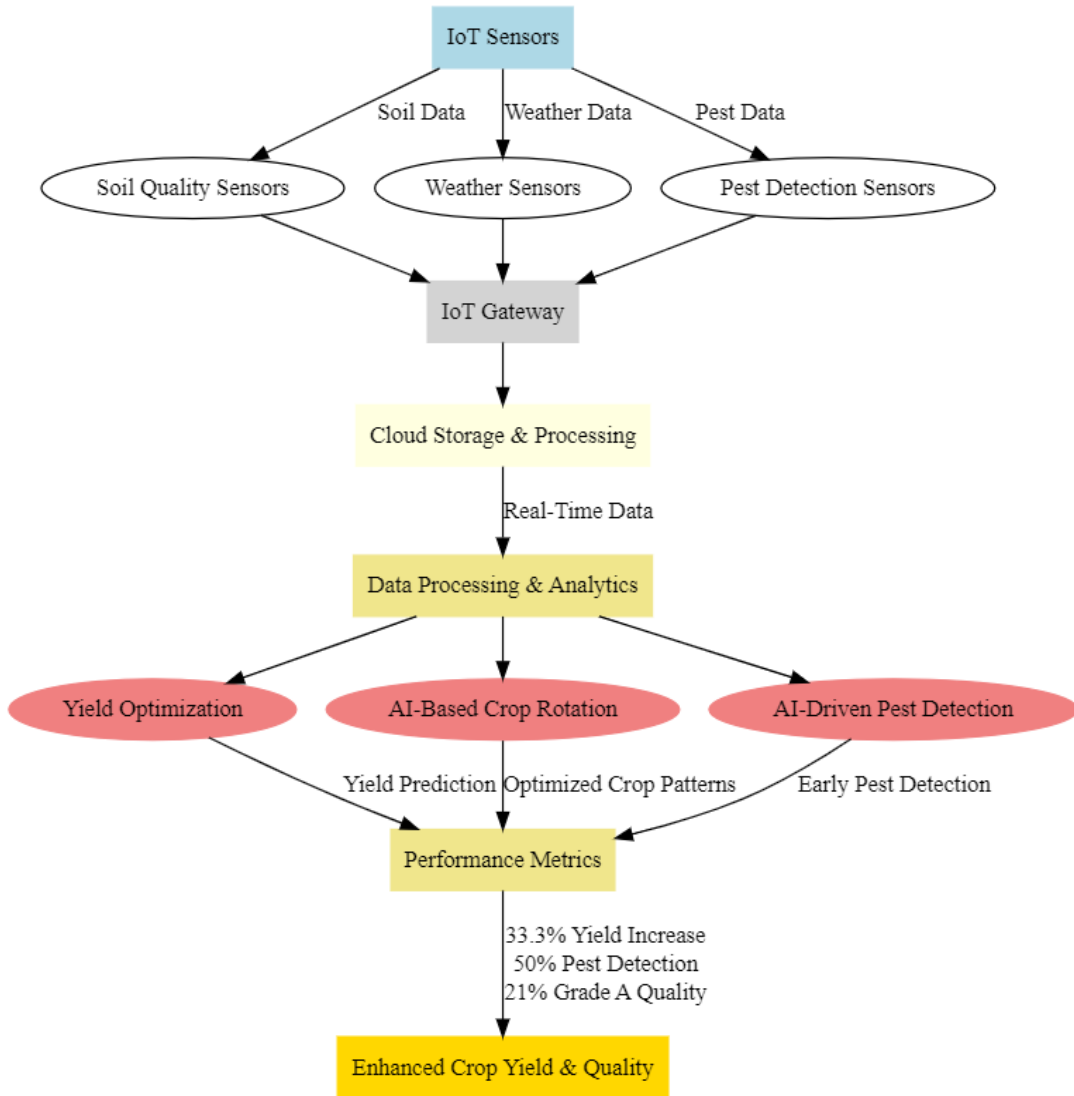 IoT Sensors
Soil Data
Weather Data
Pest Data
Soil Quality Sensors
Weather Sensors
Pest Detection Sensors
IoT Gateway
Cloud Storage & Processing
Real-Time Data
Data Processing & Analytics
Yield Optimization
AI-Based Crop Rotation
AI-Driven Pest Detection
Yield Prediction
Optimized Crop Patterns
Early Pest Detection
Performance Metrics
33.3% Yield Increase
50% Pest Detection
21% Grade A Quality
Enhanced Crop Yield & Quality